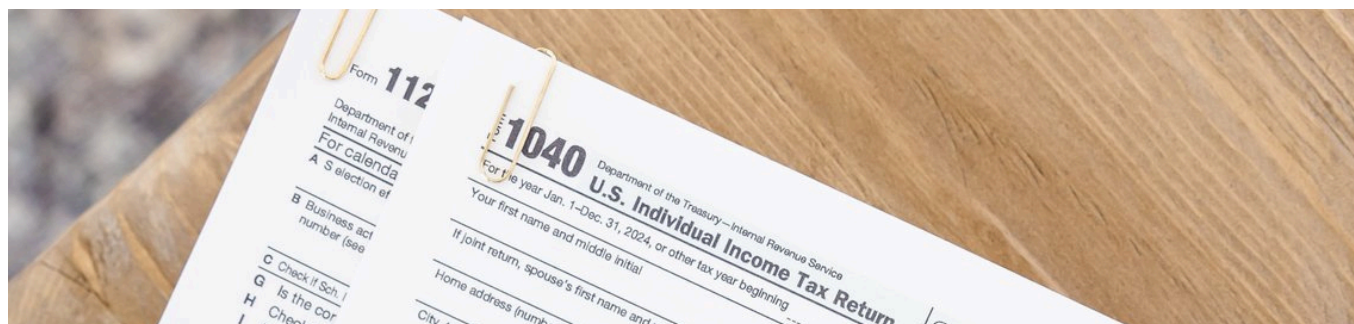 Form 112
Department of
Internal Revenu
For calenda
A S election ef
B Business act
number (see
C Check if Sch.
G Is the cor
H Chec
1040 Department of the Treasury—Internal Revenue Service
U.S. Individual Income Tax Return
For the year Jan. 1–Dec. 31, 2024, or other tax year beginning
Your first name and middle initial
If joint return, spouse's first name and
Home address (numb
City,